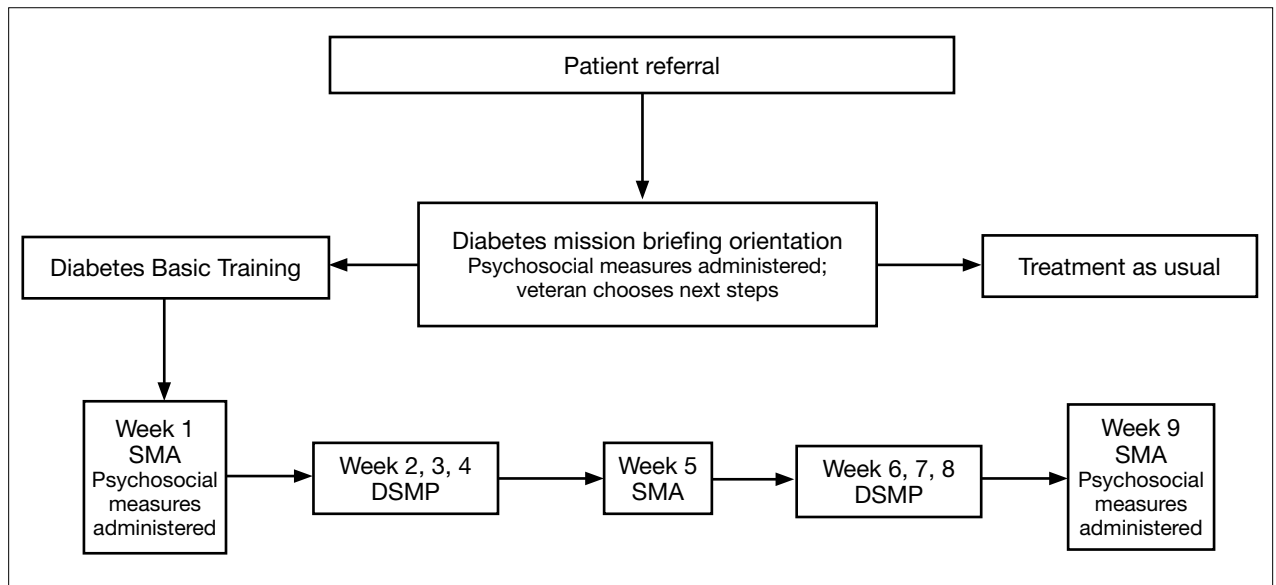 Patient referral
Diabetes mission briefing orientation
Psychosocial measures administered;
veteran chooses next steps
Diabetes Basic Training
Treatment as usual
Week 1
SMA
Psychosocial
measures
administered
Week 2, 3, 4
DSMP
Week 5
SMA
Week 6, 7, 8
DSMP
Week 9
SMA
Psychosocial
measures
administered